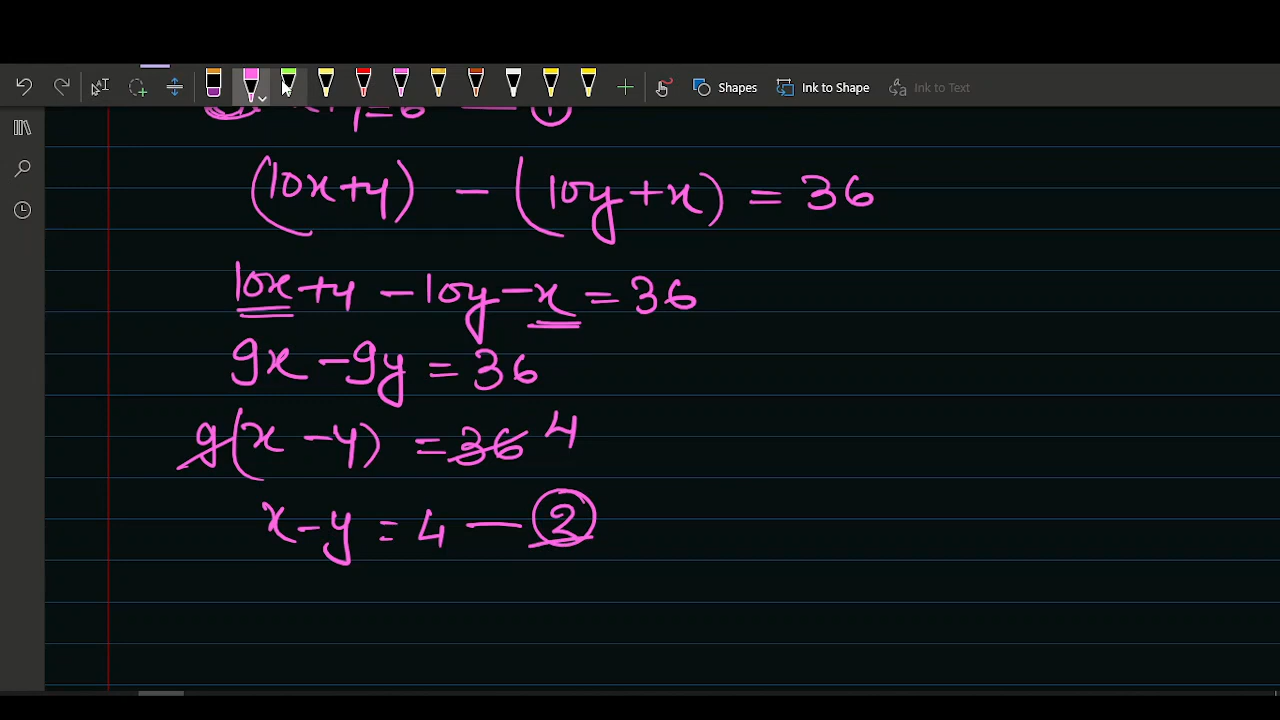 Shapes Ink to Shape Ink to Text
(10x+y) - (10y+x) = 36
10x+y -10y-x = 36
9x -9y = 36
9(x -y) = 36 4
x-y = 4 — 2